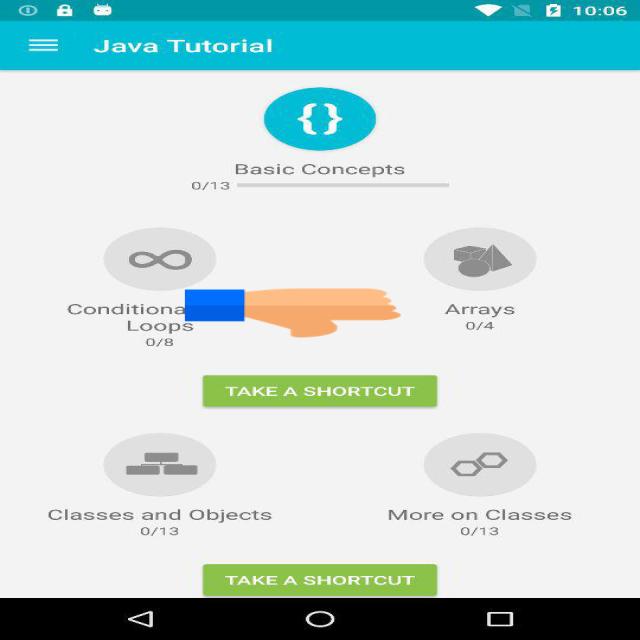 10:06
Java Tutorial
{}
Basic Concepts
0/13
Conditiona
Loops
0/8
Arrays
0/4
TAKE A SHORTCUT
Classes and Objects
0/13
More on Classes
0/13
TAKE A SHORTCUT